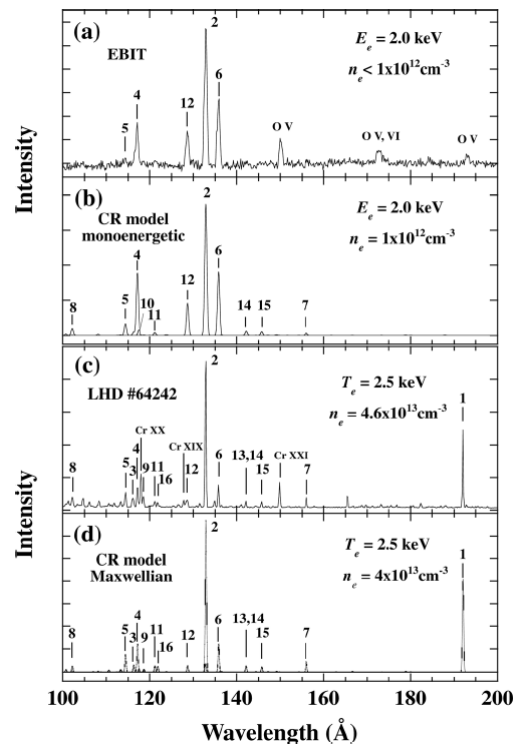 (a)
EBIT
2
4
5
12
6
O V
O V, VI
O V
E_e = 2.0 keV
n_e < 1x10^12 cm^-3
Intensity
(b)
CR model
monoenergetic
2
4
8
5
10
11
12
6
14
15
7
E_e = 2.0 keV
n_e = 1x10^12 cm^-3
(c)
LHD #64242
2
Cr XX
4
8
5
3
9
11
16
Cr XIX
12
6
13,14
15
Cr XXI
7
1
T_e = 2.5 keV
n_e = 4.6x10^13 cm^-3
Intensity
(d)
CR model
Maxwellian
2
4
8
5
3
9
11
16
12
6
13,14
15
7
1
T_e = 2.5 keV
n_e = 4x10^13 cm^-3
100 120 140 160 180 200
Wavelength (Å)